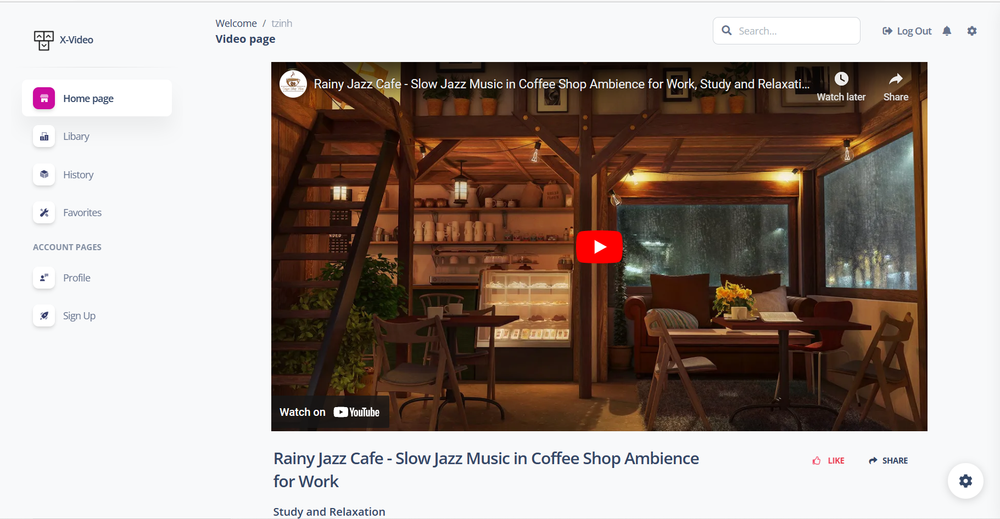 Welcome / tzinh
Video page
Search...
Log Out
X-Video
Home page
Libary
History
Favorites
ACCOUNT PAGES
Profile
Sign Up
Rainy Jazz Cafe - Slow Jazz Music in Coffee Shop Ambience for Work, Study and Relaxati...
Watch later
Share
BREAD
FLOUR
Watch on YouTube
Rainy Jazz Cafe - Slow Jazz Music in Coffee Shop Ambience
for Work
LIKE
SHARE
Study and Relaxation